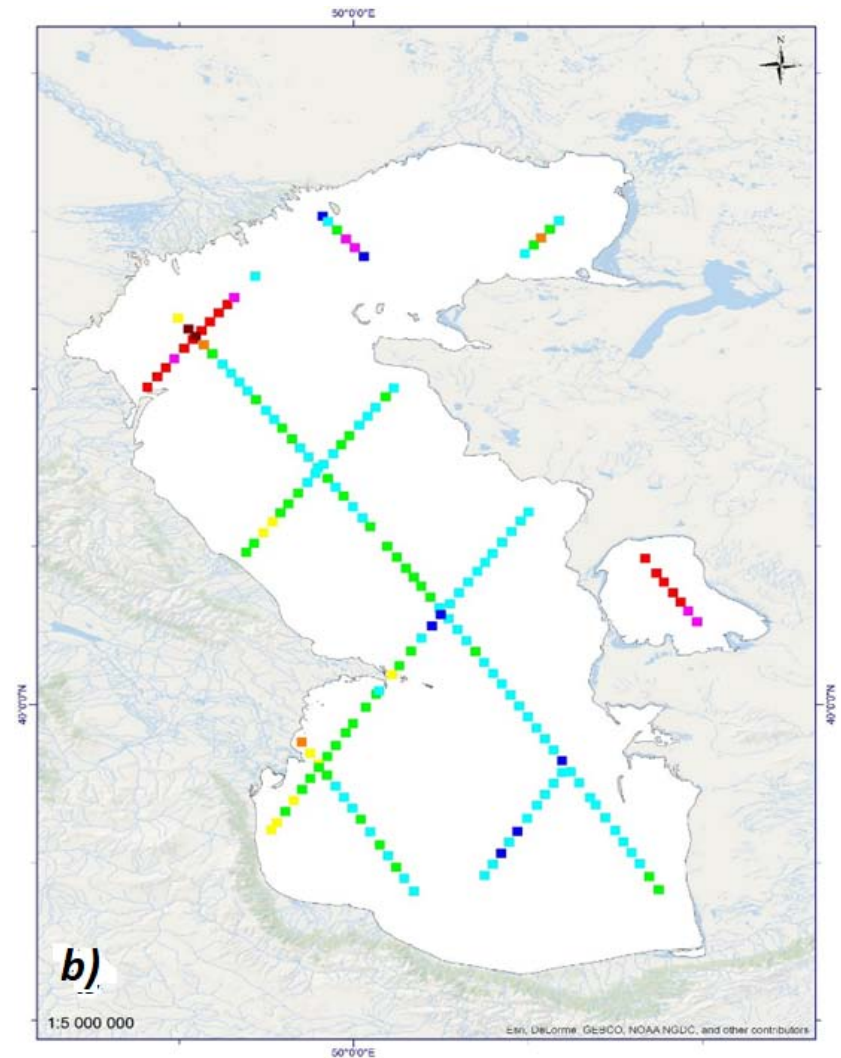 50°0'0"E
N
40°0'0"N
40°0'0"N
b)
1:5 000 000
Esri, DeLorme, GEBCO, NOAA NGDC, and other contributors
50°0'0"E